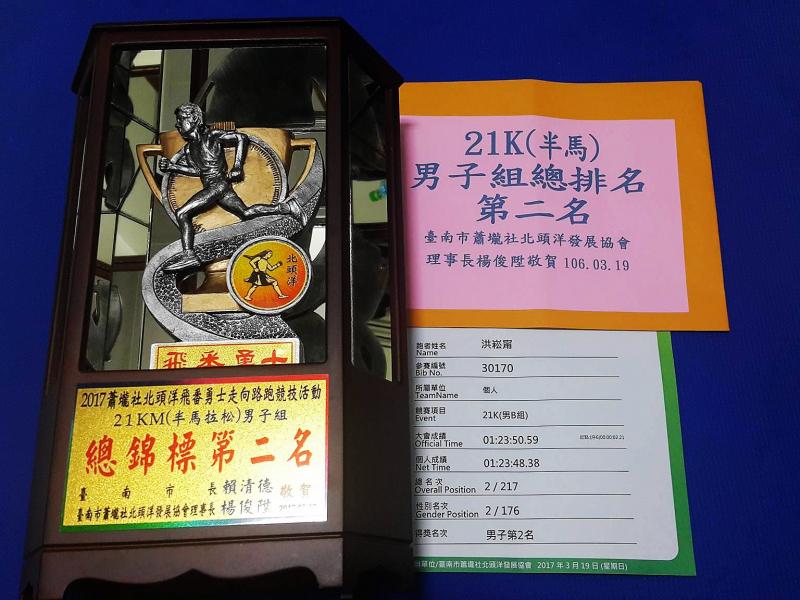 北頭洋
飛番勇士
2017蕭壠社北頭洋飛番勇士走向路跑競技活動
21KM(半馬拉松)男子組
總錦標第二名
臺南市長賴清德敬賀
臺南市蕭壠社北頭洋發展協會理事長楊俊陞
21K(半馬)
男子組總排名
第二名
臺南市蕭壠社北頭洋發展協會
理事長楊俊陞敬賀 106.03.19
跑者姓名 洪崧甯
Name
參賽編號 30170
Bib No.
所屬單位 個人
TeamName
競賽項目 21K(男B組)
Event
大會成績 01:23:50.59
Official Time
個人成績 01:23:48.38
Net Time
總名次 2 / 217
Overall Position
性別名次 2 / 176
Gender Position
得獎名次 男子第2名
單位/臺南市蕭壠社北頭洋發展協會 2017 年 3 月 19 日 (星期日)